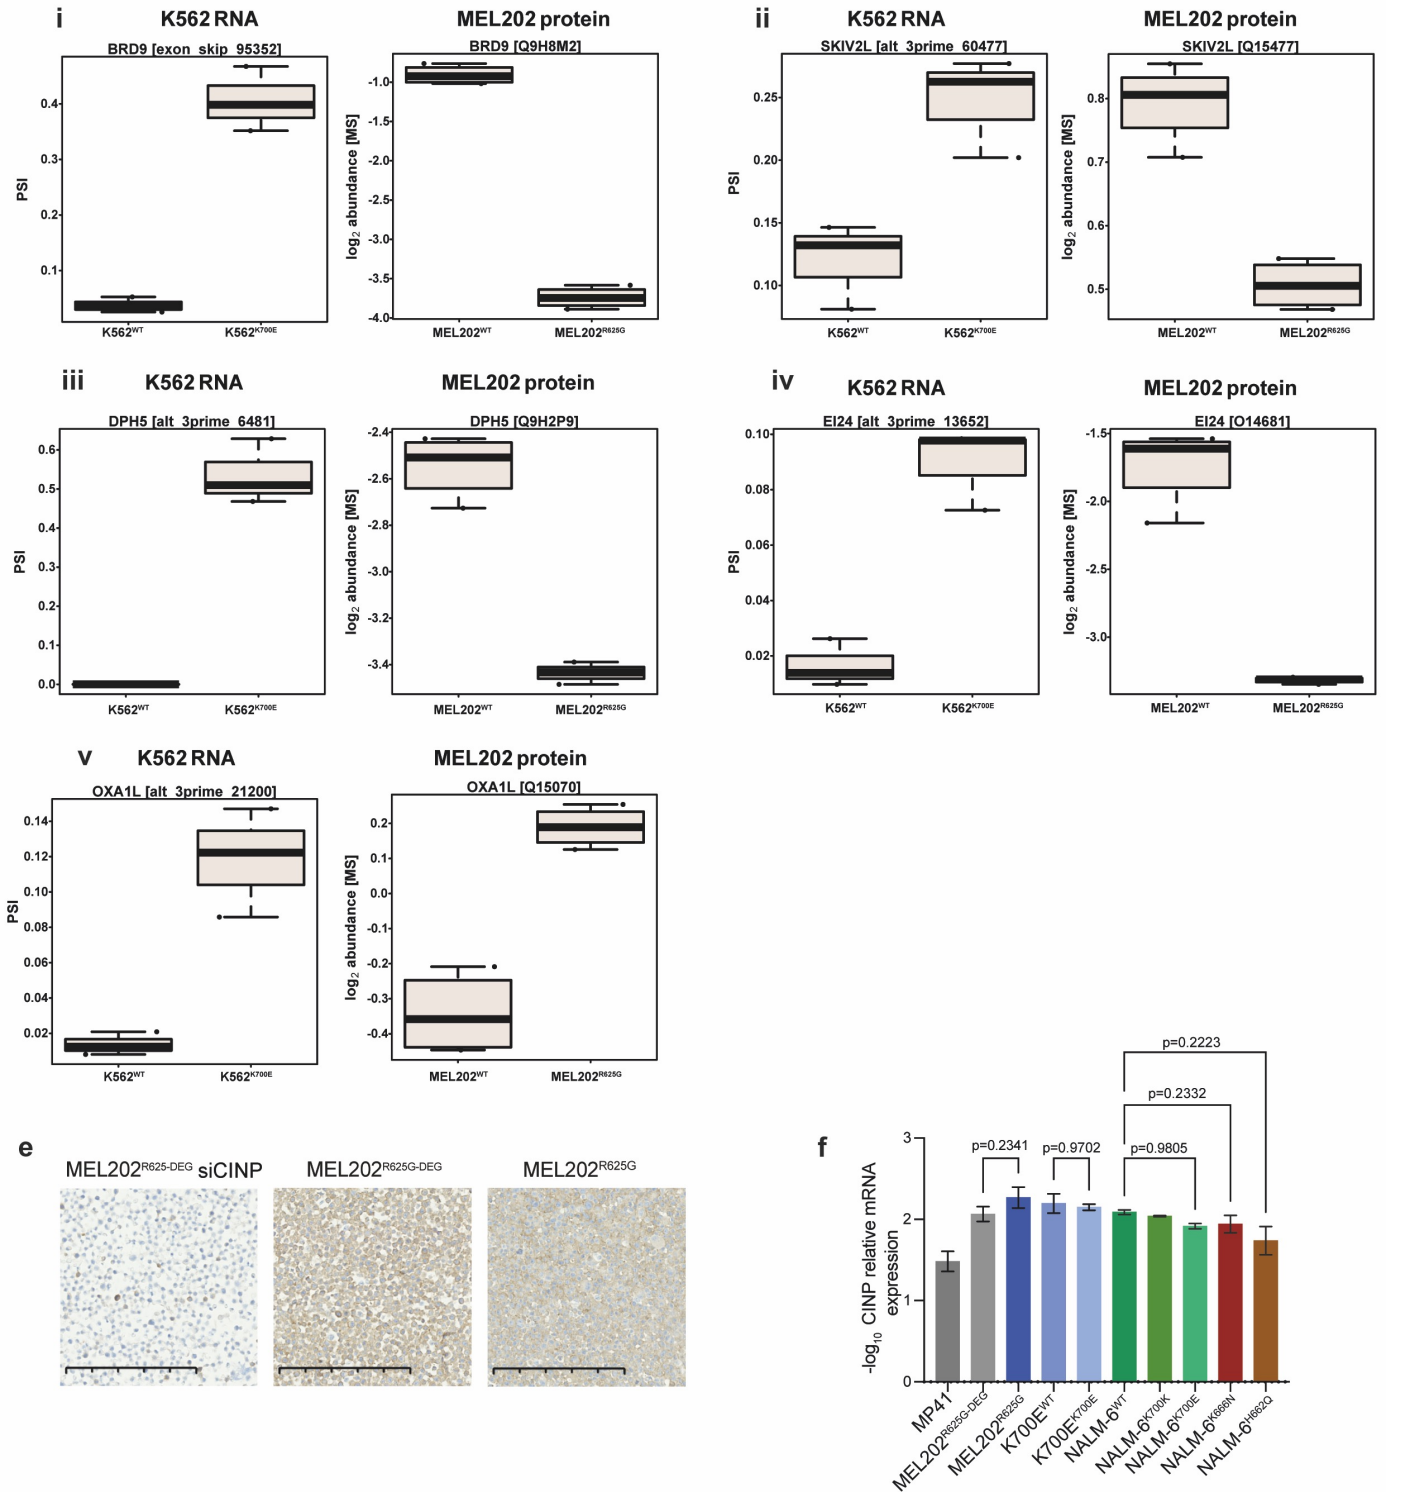 i
K562 RNA
MEL202 protein
BRD9 [exon_skip_95352]
BRD9 [Q9H8M2]
PSI
0.4
0.3
0.2
0.1
K562WT
K562K700E
log2 abundance [MS]
-1.0
-1.5
-2.0
-2.5
-3.0
-3.5
-4.0
MEL202WT
MEL202R625G
ii
K562 RNA
MEL202 protein
SKIV2L [alt_3prime_60477]
SKIV2L [Q15477]
PSI
0.25
0.20
0.15
0.10
K562WT
K562K700E
log2 abundance [MS]
0.8
0.7
0.6
0.5
MEL202WT
MEL202R625G
iii
K562 RNA
MEL202 protein
DPH5 [alt_3prime_6481]
DPH5 [Q9H2P9]
PSI
0.6
0.5
0.4
0.3
0.2
0.1
0.0
K562WT
K562K700E
log2 abundance [MS]
-2.4
-2.6
-2.8
-3.0
-3.2
-3.4
MEL202WT
MEL202R625G
iv
K562 RNA
MEL202 protein
EI24 [alt_3prime_13652]
EI24 [O14681]
PSI
0.10
0.08
0.06
0.04
0.02
K562WT
K562K700E
log2 abundance [MS]
-1.5
-2.0
-2.5
-3.0
MEL202WT
MEL202R625G
v
K562 RNA
MEL202 protein
OXA1L [alt_3prime_21200]
OXA1L [Q15070]
PSI
0.14
0.12
0.10
0.08
0.06
0.04
0.02
K562WT
K562K700E
log2 abundance [MS]
0.2
0.1
0.0
-0.1
-0.2
-0.3
-0.4
MEL202WT
MEL202R625G
e
MEL202R625-DEG siCINP
MEL202R625G-DEG
MEL202R625G
f
-log10 CINP relative mRNA
expression
3
2
1
0
p=0.2223
p=0.2332
p=0.2341
p=0.9702
p=0.9805
MP41
MEL202R625G-DEG
MEL202R625G
K700EWT
K700EK700E
NALM-6WT
NALM-6K700K
NALM-6K700E
NALM-6K666N
NALM-6H662Q